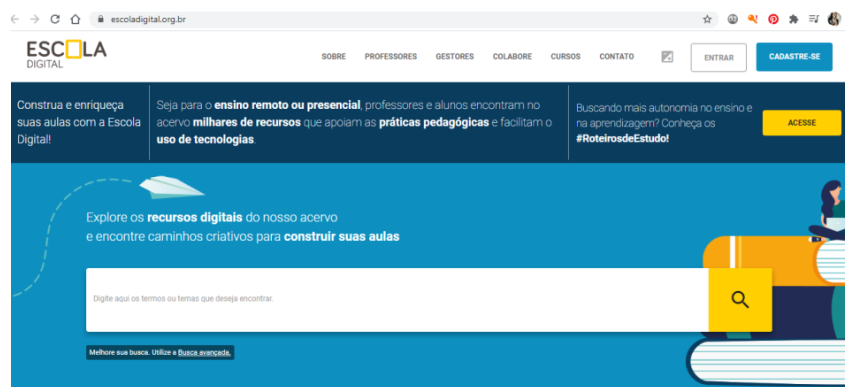 escoladigital.org.br
ESCOLA
DIGITAL
SOBRE PROFESSORES GESTORES COLABORE CURSOS CONTATO ENTRAR CADASTRE-SE
Construa e enriqueça
suas aulas com a Escola
Digital!
Seja para o ensino remoto ou presencial, professores e alunos encontram no
acervo milhares de recursos que apoiam as práticas pedagógicas e facilitam o
uso de tecnologias.
Buscando mais autonomia no ensino e
na aprendizagem? Conheça os
#RoteirosdeEstudo!
ACESSE
Explore os recursos digitais do nosso acervo
e encontre caminhos criativos para construir suas aulas
Digite aqui os termos ou temas que deseja encontrar.
Melhore sua busca. Utilize a Busca avançada.